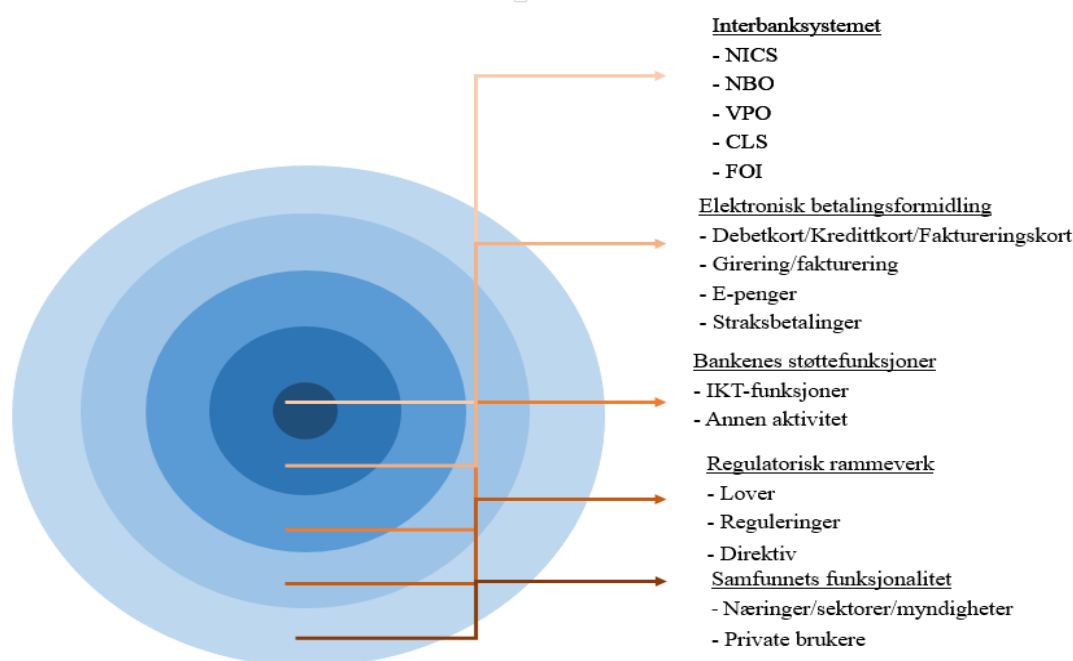 Interbanksystemet
- NICS
- NBO
- VPO
- CLS
- FOI
Elektronisk betalingsformidling
- Debetkort/Kredittkort/Faktureringskort
- Girering/fakturering
- E-penger
- Straksbetalinger
Bankenes støttefunksjoner
- IKT-funksjoner
- Annen aktivitet
Regulatorisk rammeverk
- Lover
- Reguleringer
- Direktiv
Samfunnets funksjonalitet
- Næringer/sektorer/myndigheter
- Private brukere